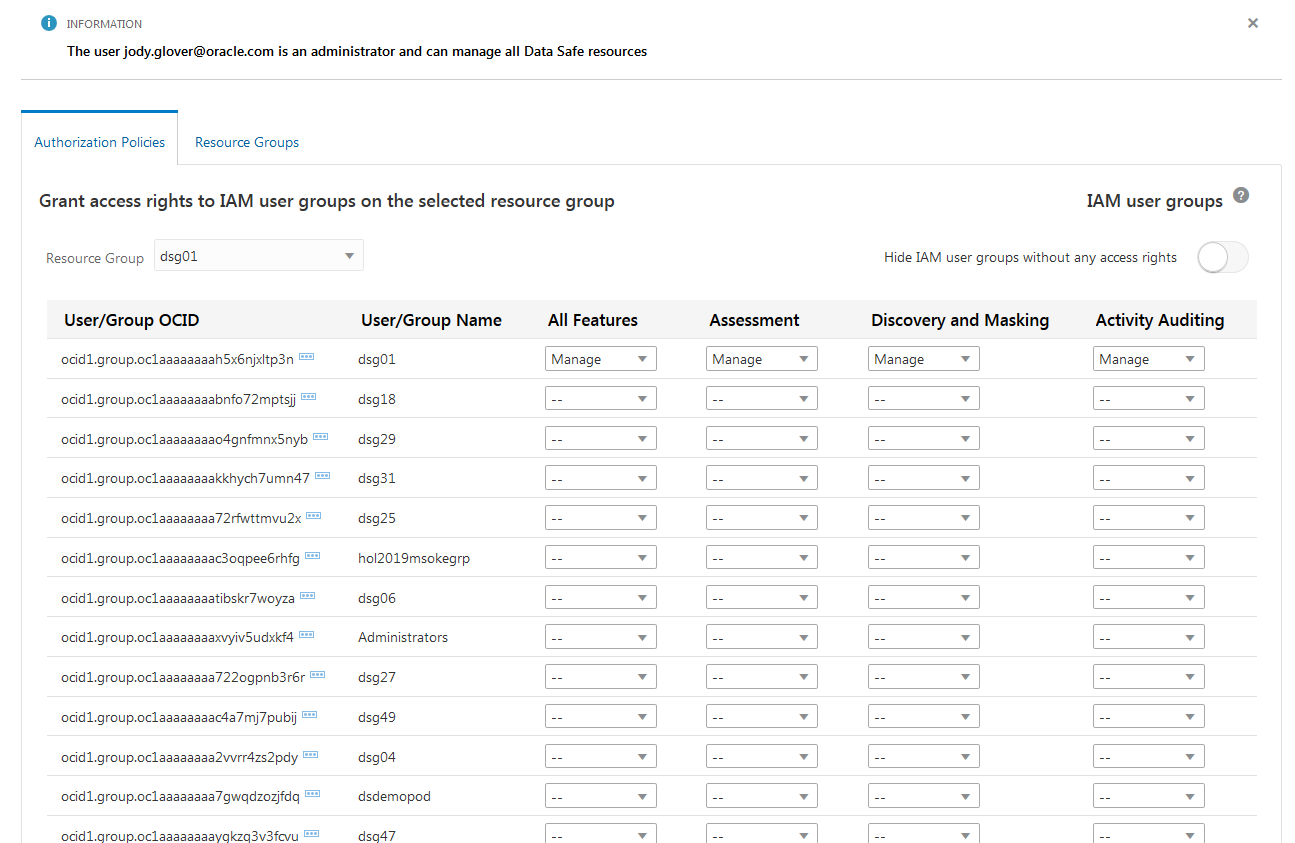 INFORMATION
The user jody.glover@oracle.com is an administrator and can manage all Data Safe resources
Authorization Policies Resource Groups
Grant access rights to IAM user groups on the selected resource group IAM user groups
Resource Group dsg01 Hide IAM user groups without any access rights
User/Group OCID User/Group Name All Features Assessment Discovery and Masking Activity Auditing
ocid1.group.oc1aaaaaaaah5x6njxltp3n dsg01 Manage Manage Manage Manage
ocid1.group.oc1aaaaaaaabnfo72mptsjj dsg18 -- -- -- --
ocid1.group.oc1aaaaaaaao4gnfmnx5nyb dsg29 -- -- -- --
ocid1.group.oc1aaaaaaaakkhych7umn47 dsg31 -- -- -- --
ocid1.group.oc1aaaaaaaa72rfwttmvu2x dsg25 -- -- -- --
ocid1.group.oc1aaaaaaaac3oqpee6rhfg hol2019msokegrp -- -- -- --
ocid1.group.oc1aaaaaaaatibskr7woyza dsg06 -- -- -- --
ocid1.group.oc1aaaaaaaaxvyiv5udxkf4 Administrators -- -- -- --
ocid1.group.oc1aaaaaaaa722ogpnb3r6r dsg27 -- -- -- --
ocid1.group.oc1aaaaaaaac4a7mj7pubij dsg49 -- -- -- --
ocid1.group.oc1aaaaaaaa2vvrr4zs2pdy dsg04 -- -- -- --
ocid1.group.oc1aaaaaaaa7gwqdzozjfdq dsdemopod -- -- -- --
ocid1.group.oc1aaaaaaaaygkzq3v3fcvu dsg47 -- -- -- --